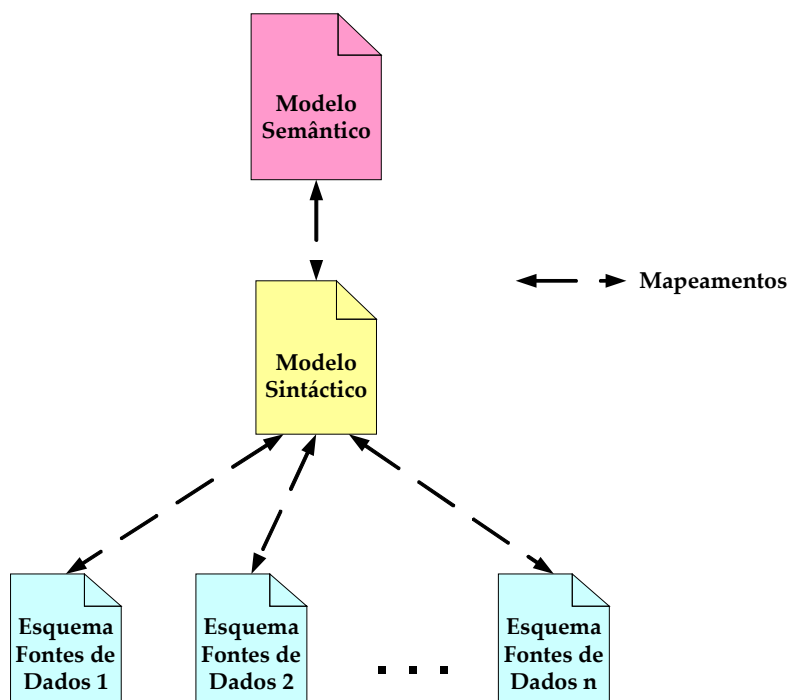 Modelo
Semântico
Mapeamentos
Modelo
Sintáctico
Esquema
Fontes de
Dados 1
Esquema
Fontes de
Dados 2
. . .
Esquema
Fontes de
Dados n